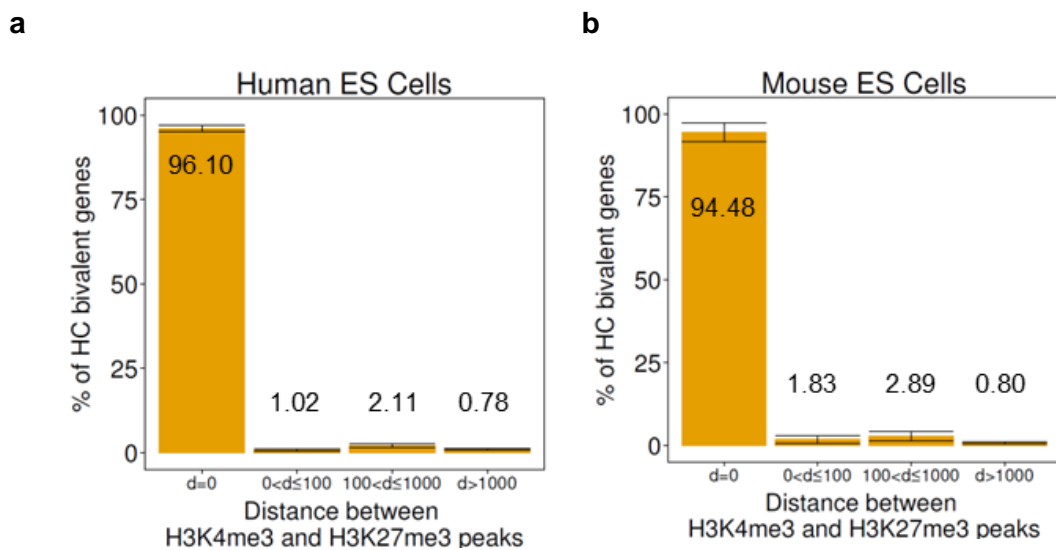 a
Human ES Cells
% of HC bivalent genes
100
75
50
25
0
96.10
1.02
2.11
0.78
d=0
0<d≤100
100<d≤1000
d>1000
Distance between
H3K4me3 and H3K27me3 peaks
b
Mouse ES Cells
% of HC bivalent genes
100
75
50
25
0
94.48
1.83
2.89
0.80
d=0
0<d≤100
100<d≤1000
d>1000
Distance between
H3K4me3 and H3K27me3 peaks